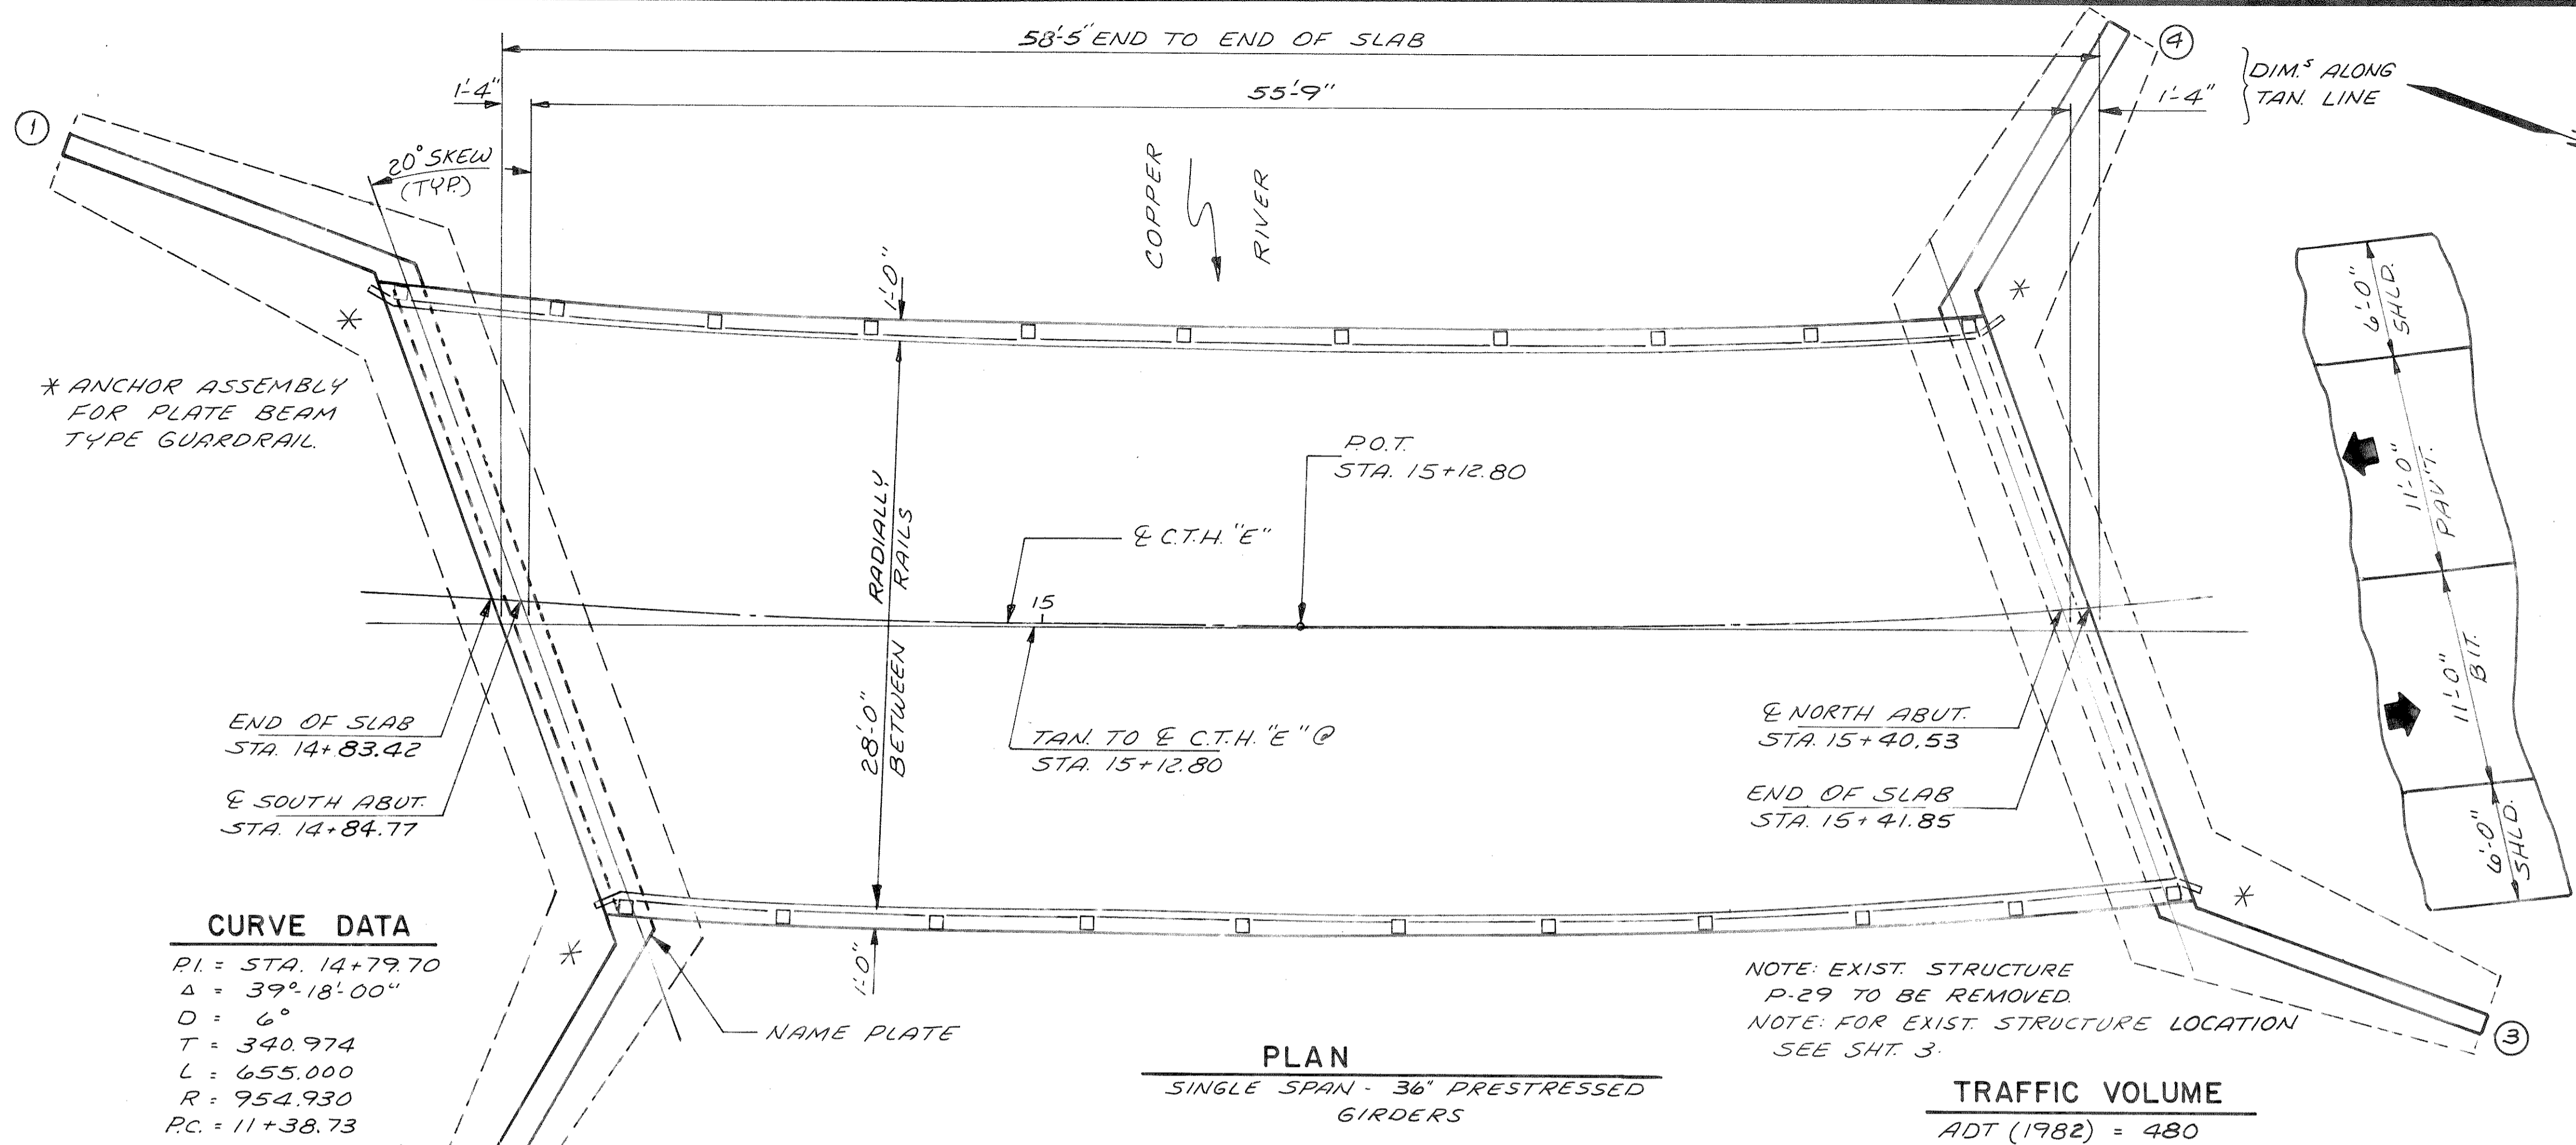 58'-5" END TO END OF SLAB
1'-4"
55'-9"
1'-4"
DIM.S ALONG
TAN. LINE
①
④
20° SKEW
(TYP.)
COPPER
RIVER
1'-0"
* ANCHOR ASSEMBLY
FOR PLATE BEAM
TYPE GUARDRAIL.
*
*
6'-0"
SHLD.
11'-0"
PAV'T.
11'-0"
BIT.
6'-0"
SHLD.
P.O.T.
STA. 15+12.80
RADIALLY
RAILS
28'-0"
BETWEEN
℄ C.T.H. "E"
15
TAN. TO ℄ C.T.H. "E" @
STA. 15+12.80
END OF SLAB
STA. 14+83.42
℄ SOUTH ABUT.
STA. 14+84.77
℄ NORTH ABUT.
STA. 15+40.53
END OF SLAB
STA. 15+41.85
*
*
1'-0"
NAME PLATE
CURVE DATA
P.I. = STA. 14+79.70
Δ = 39°-18'-00"
D = 6°
T = 340.974
L = 655.000
R = 954.930
P.C. = 11+38.73
NOTE: EXIST. STRUCTURE
P-29 TO BE REMOVED.
NOTE: FOR EXIST. STRUCTURE LOCATION
SEE SHT. 3.
③
PLAN
SINGLE SPAN - 36" PRESTRESSED
GIRDERS
TRAFFIC VOLUME
ADT (1982) = 480